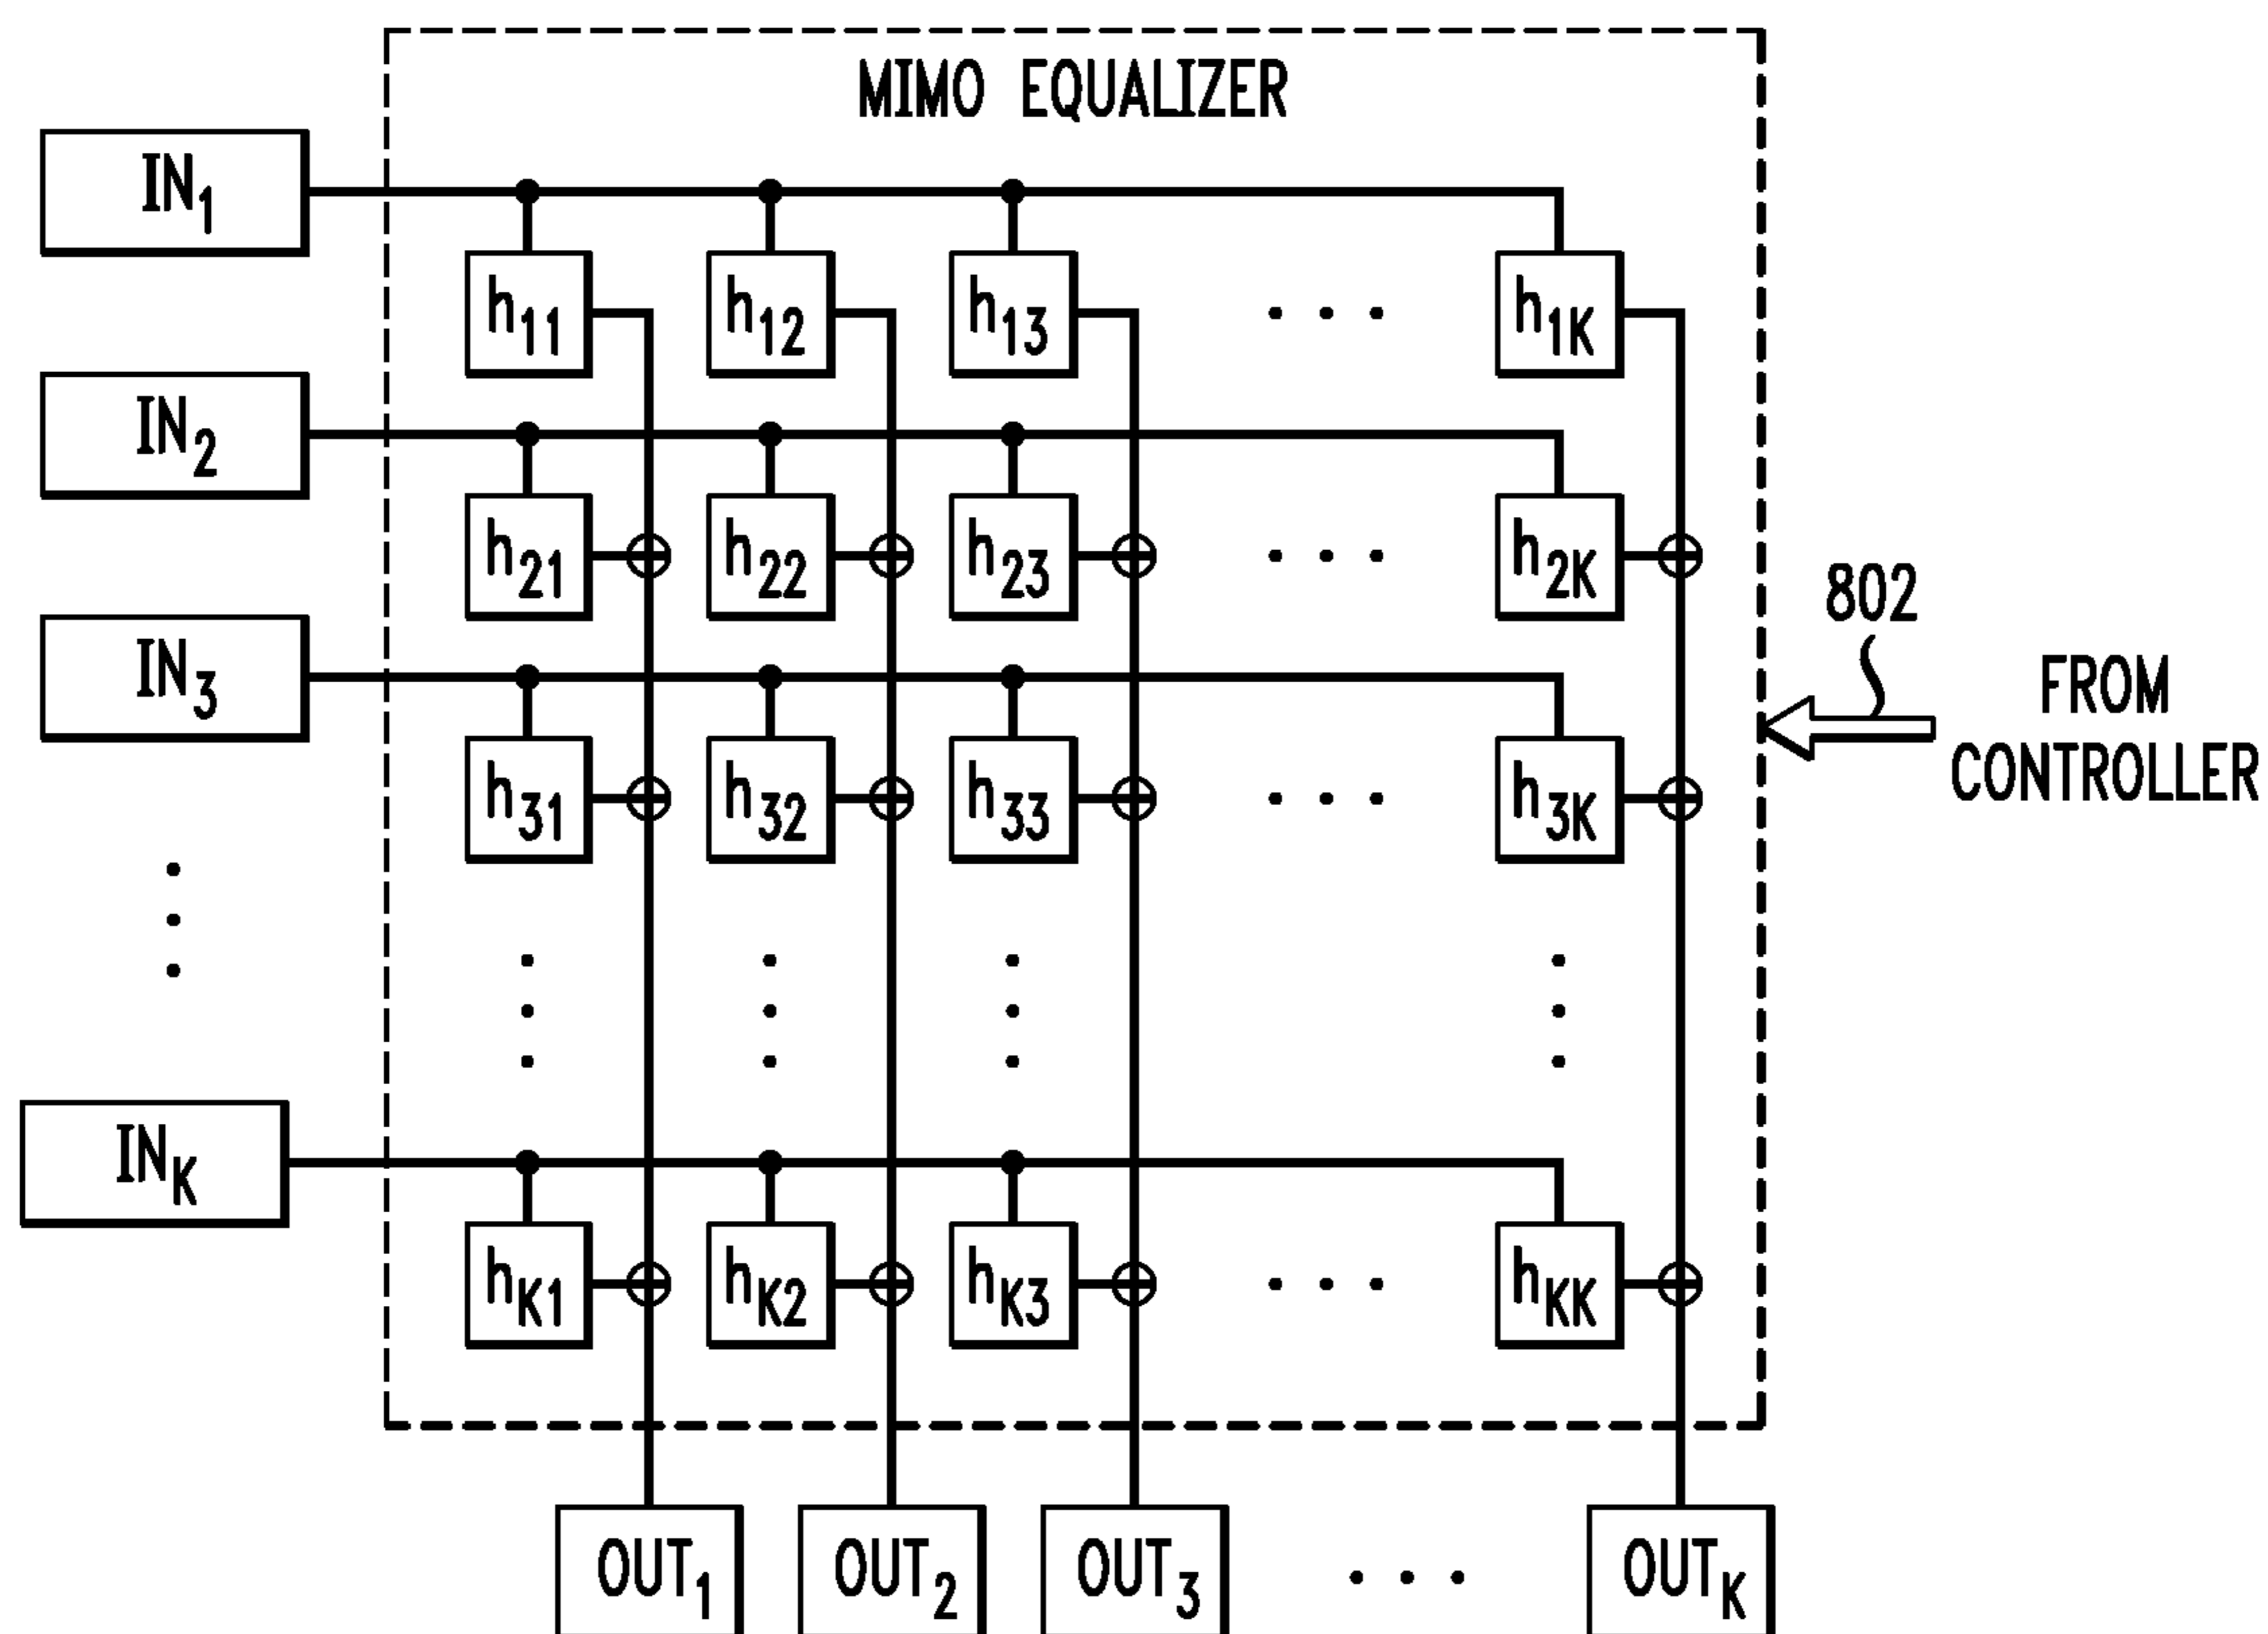 MIMO EQUALIZER
IN1
h11 h12 h13 . . . h1K
IN2
h21 h22 h23 . . . h2K
802
IN3
FROM
CONTROLLER
h31 h32 h33 . . . h3K
INK
hK1 hK2 hK3 . . . hKK
OUT1 OUT2 OUT3 . . . OUTK